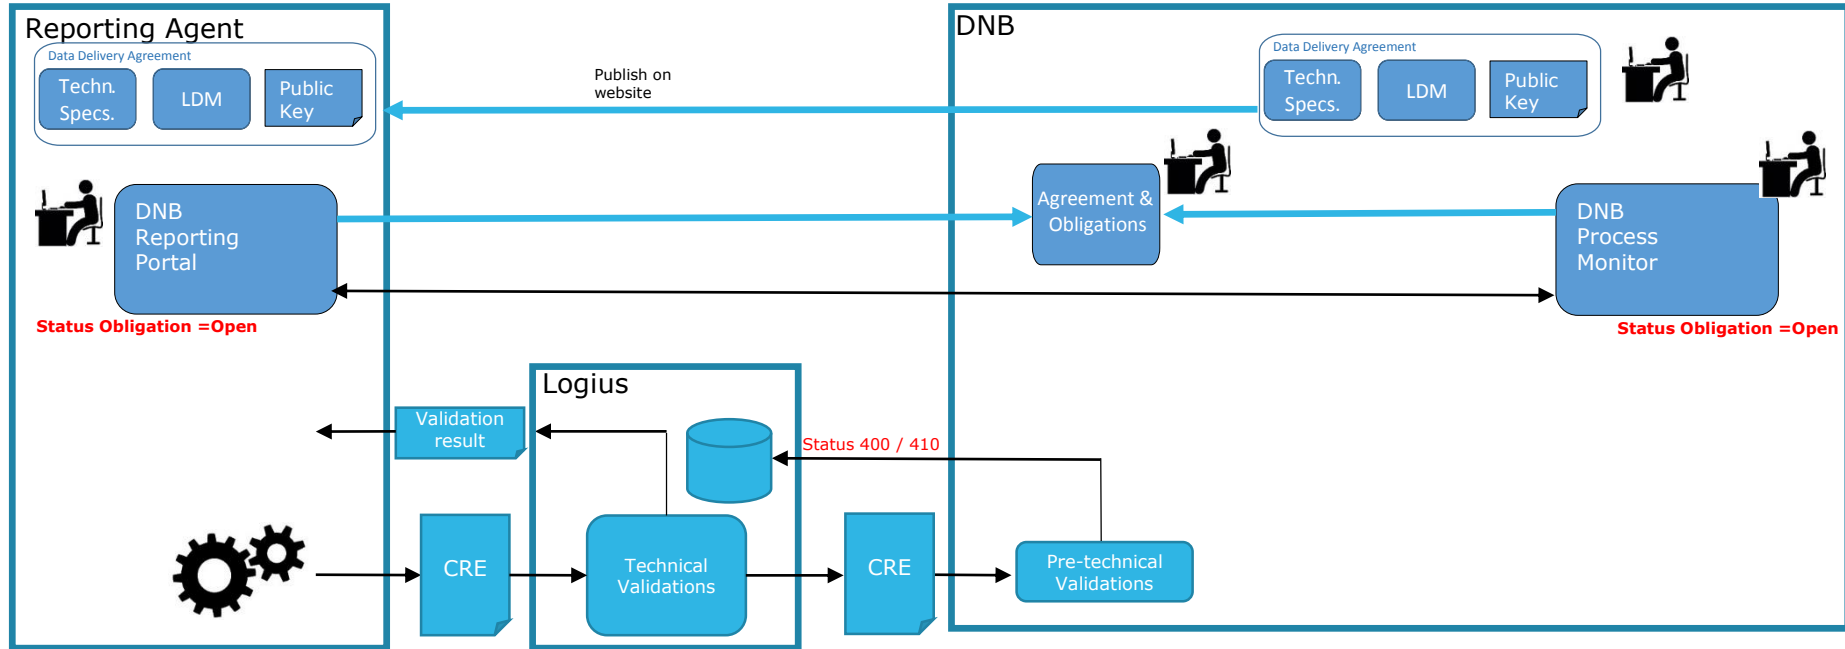 Reporting Agent
Data Delivery Agreement
Techn.
Specs.
LDM
Public
Key
Publish on
website
DNB
Data Delivery Agreement
Techn.
Specs.
LDM
Public
Key
DNB
Reporting
Portal
Status Obligation =Open
Agreement &
Obligations
DNB
Process
Monitor
Status Obligation =Open
Logius
Validation
result
Status 400 / 410
CRE
Technical
Validations
CRE
Pre-technical
Validations